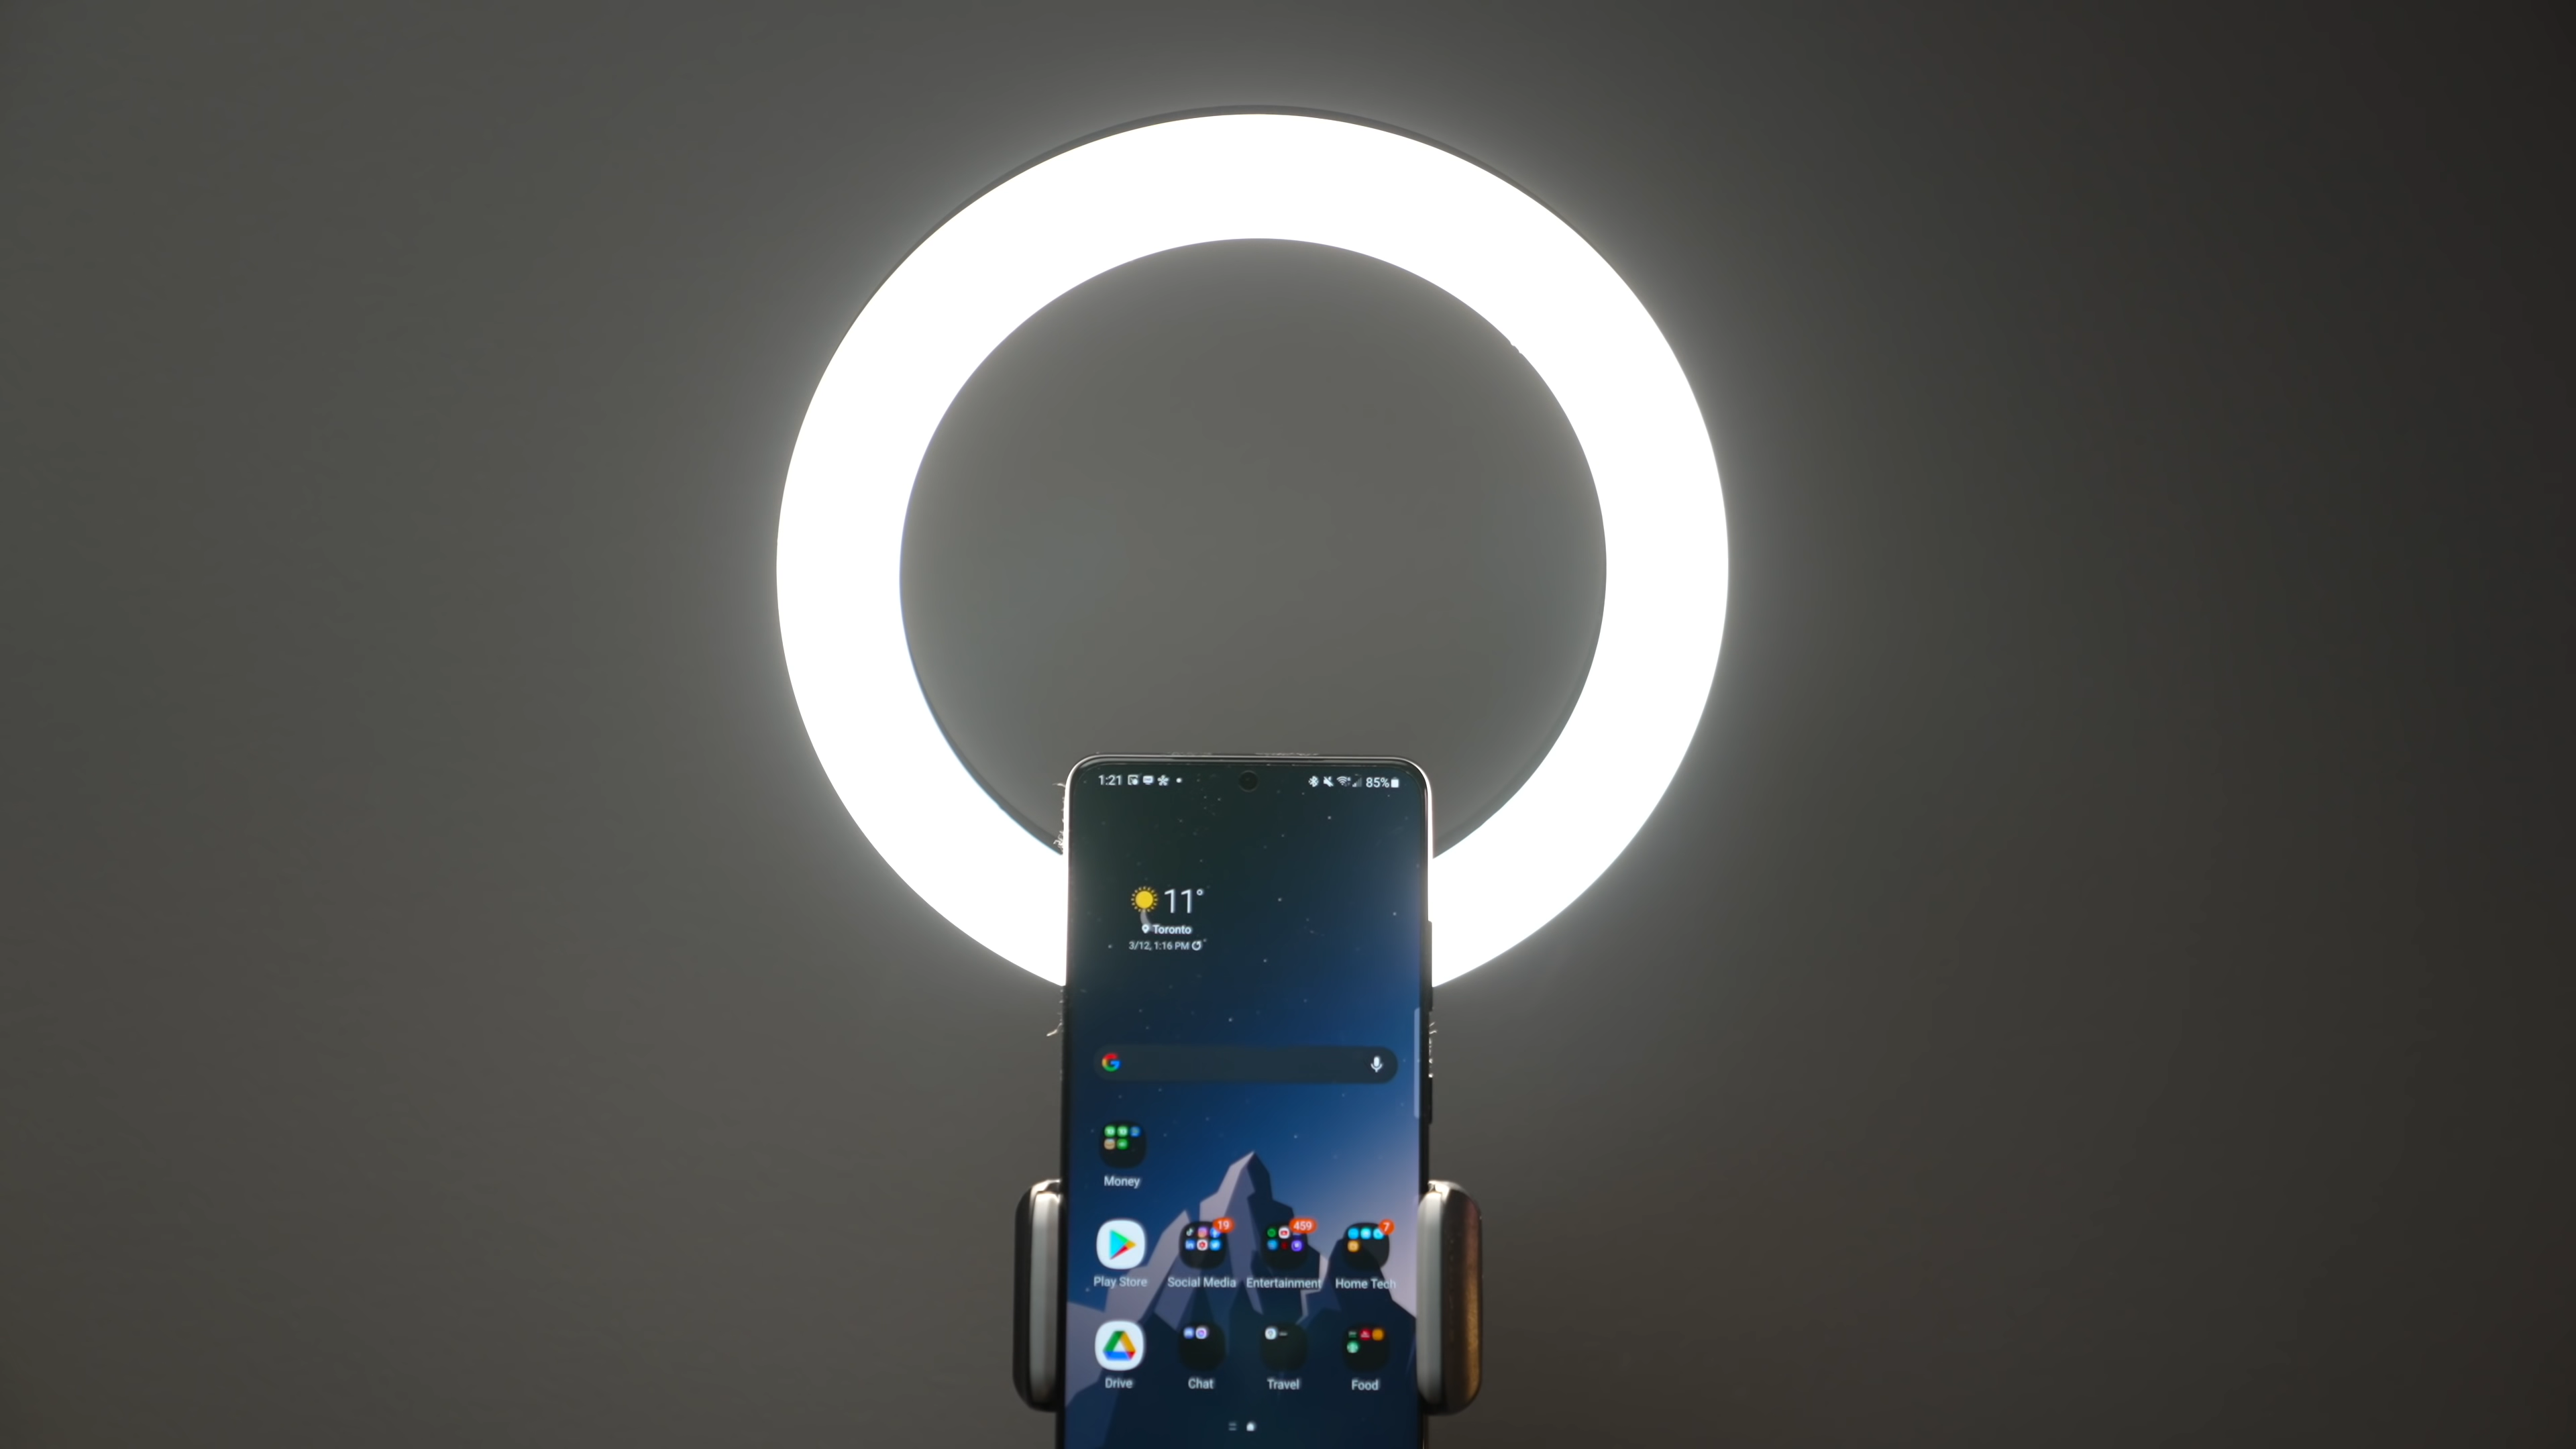 1:21 85%
11°
Toronto
3/12, 1:16 PM
Money
19 459 7
Play Store Social Media Entertainment Home Tech
Drive Chat Travel Food